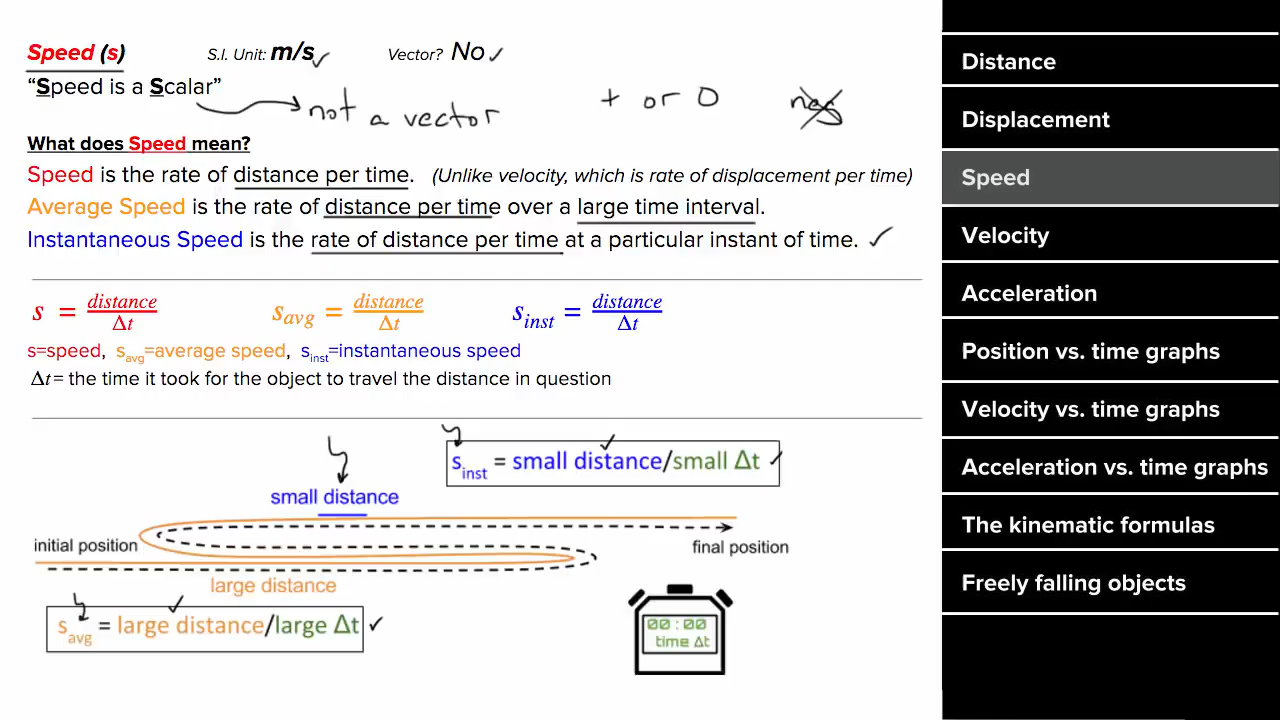 Speed (s) S.I. Unit: m/s Vector? No
“Speed is a Scalar”
not a vector + or 0 neg
What does Speed mean?
Speed is the rate of distance per time. (Unlike velocity, which is rate of displacement per time)
Average Speed is the rate of distance per time over a large time interval.
Instantaneous Speed is the rate of distance per time at a particular instant of time.
s = distance/Δt s_avg = distance/Δt s_inst = distance/Δt
s=speed, s_avg=average speed, s_inst=instantaneous speed
Δt = the time it took for the object to travel the distance in question
s_inst = small distance/small Δt
small distance
initial position
final position
large distance
s_avg = large distance/large Δt
00:00
time Δt
Distance
Displacement
Speed
Velocity
Acceleration
Position vs. time graphs
Velocity vs. time graphs
Acceleration vs. time graphs
The kinematic formulas
Freely falling objects